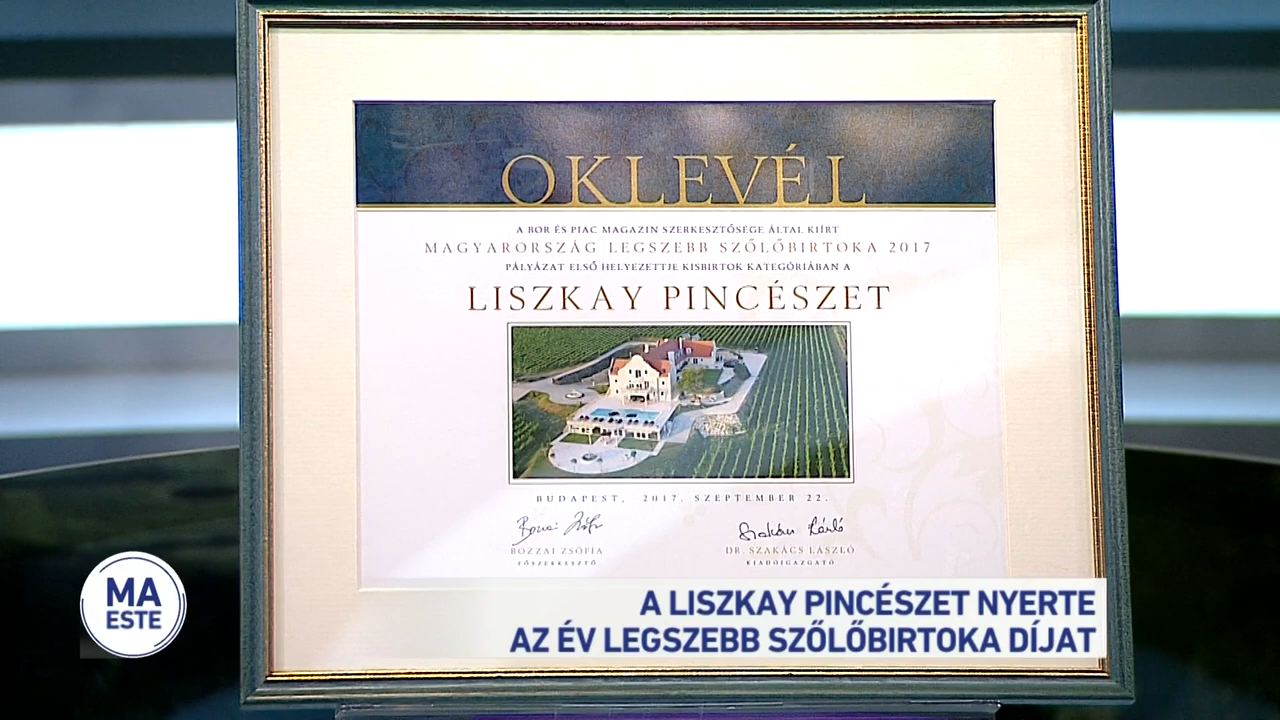 OKLEVÉL
A BOR ÉS PIAC MAGAZIN SZERKESZTŐSÉGE ÁLTAL KIÍRT
MAGYARORSZÁG LEGSZEBB SZŐLŐBIRTOKA 2017
PÁLYÁZAT ELSŐ HELYEZETTJE KISBIRTOK KATEGÓRIÁBAN A
LISZKAY PINCÉSZET
BUDAPEST, 2017. SZEPTEMBER 22.
BOZZAI ZSÓFIA
FŐSZERKESZTŐ
Szakács László
DR. SZAKÁCS LÁSZLÓ
KIADÓIGAZGATÓ
MA
ESTE
A LISZKAY PINCÉSZET NYERTE
AZ ÉV LEGSZEBB SZŐLŐBIRTOKA DÍJAT